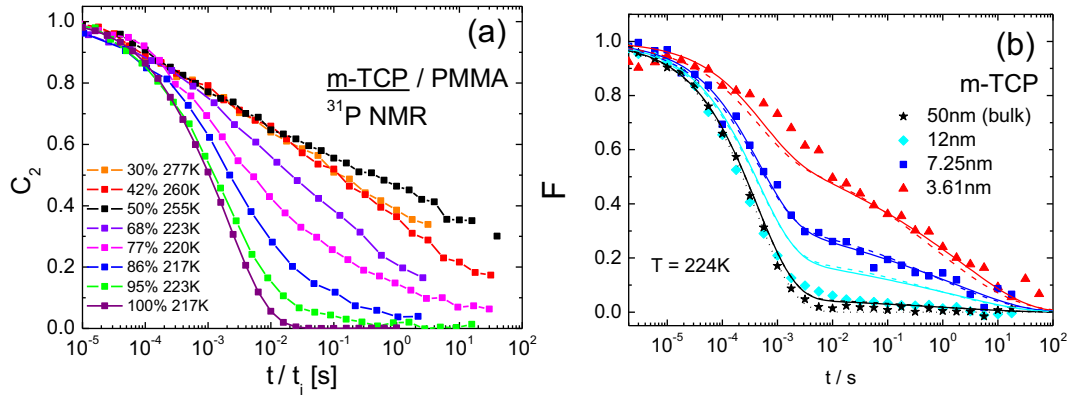 (a)
m-TCP / PMMA
31P NMR
C2
1.0
0.8
0.6
0.4
0.2
0.0
30% 277K
42% 260K
50% 255K
68% 223K
77% 220K
86% 217K
95% 223K
100% 217K
10-5 10-4 10-3 10-2 10-1 100 101 102
t / ti [s]
(b)
m-TCP
50nm (bulk)
12nm
7.25nm
3.61nm
F
1.0
0.8
0.6
0.4
0.2
0.0
T = 224K
10-5 10-4 10-3 10-2 10-1 100 101 102
t / s